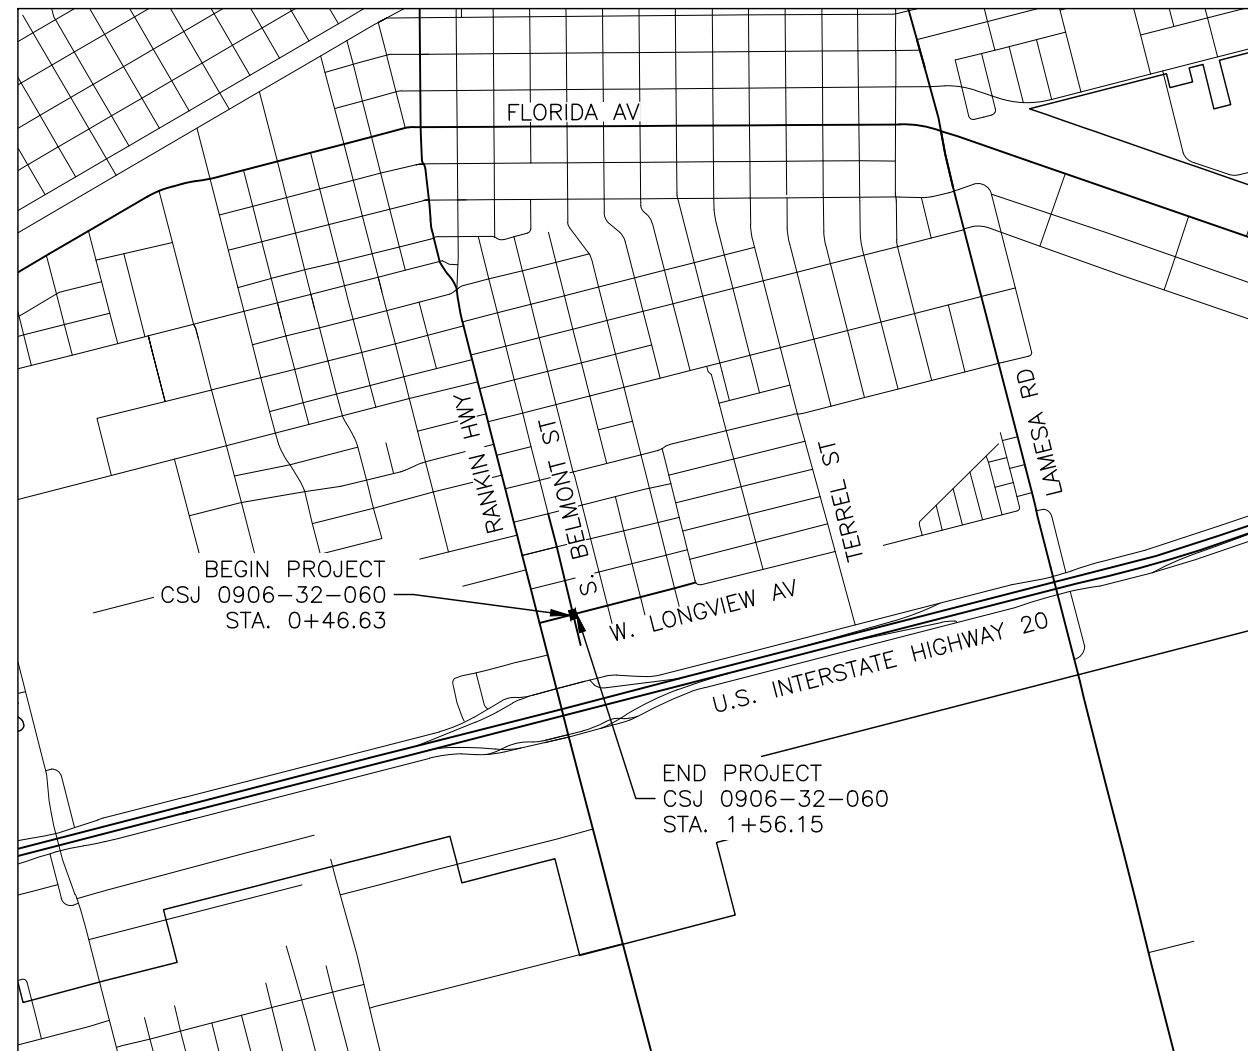 FLORIDA AV
RANKIN HWY
S. BELMONT ST
TERREL ST
LAMESA RD
BEGIN PROJECT
CSJ 0906-32-060
STA. 0+46.63
W. LONGVIEW AV
U.S. INTERSTATE HIGHWAY 20
END PROJECT
CSJ 0906-32-060
STA. 1+56.15